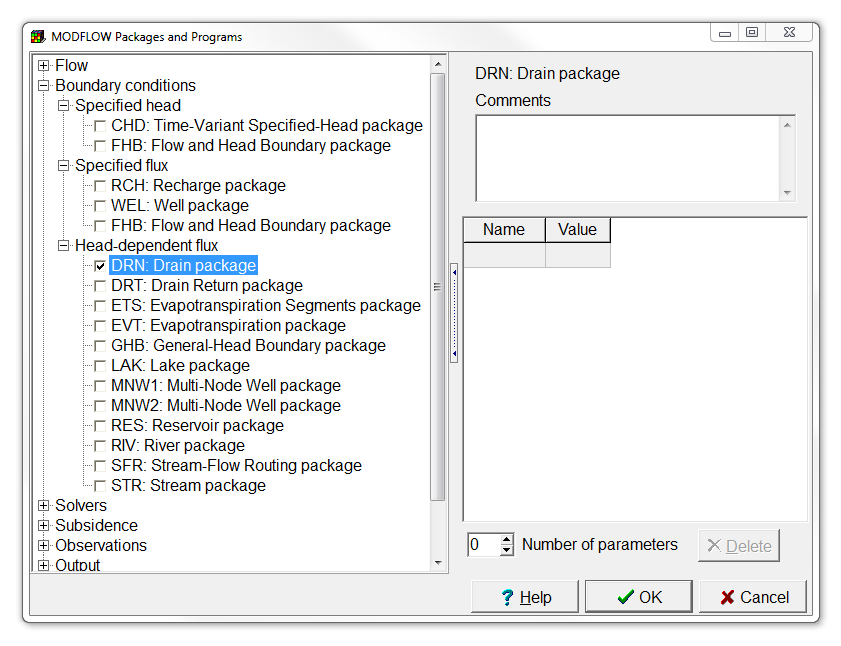 MODFLOW Packages and Programs
Flow
Boundary conditions
Specified head
CHD: Time-Variant Specified-Head package
FHB: Flow and Head Boundary package
Specified flux
RCH: Recharge package
WEL: Well package
FHB: Flow and Head Boundary package
Head-dependent flux
DRN: Drain package
DRT: Drain Return package
ETS: Evapotranspiration Segments package
EVT: Evapotranspiration package
GHB: General-Head Boundary package
LAK: Lake package
MNW1: Multi-Node Well package
MNW2: Multi-Node Well package
RES: Reservoir package
RIV: River package
SFR: Stream-Flow Routing package
STR: Stream package
Solvers
Subsidence
Observations
Output
DRN: Drain package
Comments
Name Value
0 Number of parameters Delete
? Help OK Cancel